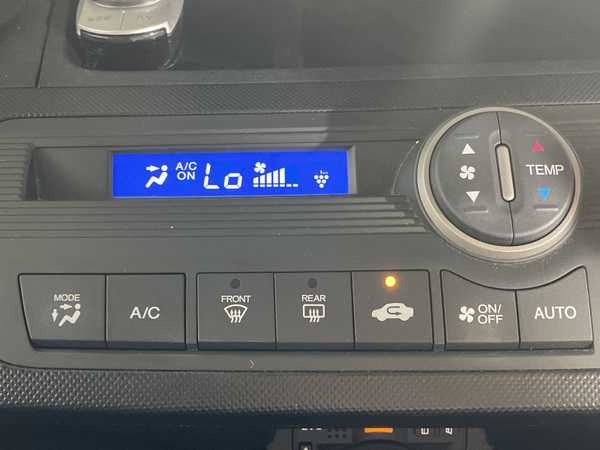 A/C
ON
Lo
TEMP
MODE
A/C
FRONT
REAR
ON/
OFF
AUTO